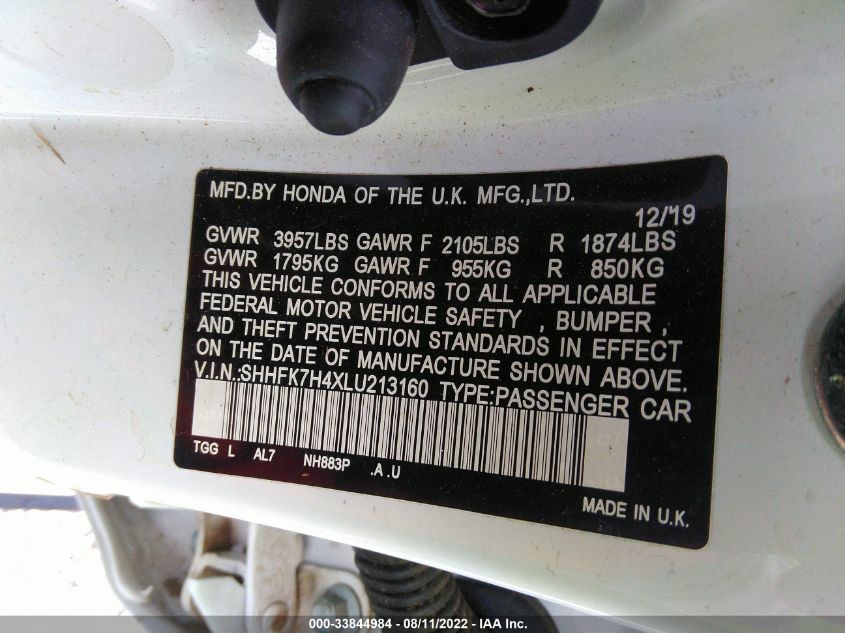 MFD.BY HONDA OF THE U.K. MFG.,LTD.
12/'19
GVWR 3957LBS GAWR F 2105LBS R 1874LBS
GVWR 1795KG GAWR F 955KG R 850KG
THIS VEHICLE CONFORMS TO ALL APPLICABLE
FEDERAL MOTOR VEHICLE SAFETY , BUMPER ,
AND THEFT PREVENTION STANDARDS IN EFFECT
ON THE DATE OF MANUFACTURE SHOWN ABOVE.
V.I.N.:SHHFK7H4XLU213160 TYPE:PASSENGER CAR
TGG L AL7 NH883P .A .U
MADE IN U.K.
000-33844984 - 08/11/2022 - IAA Inc.